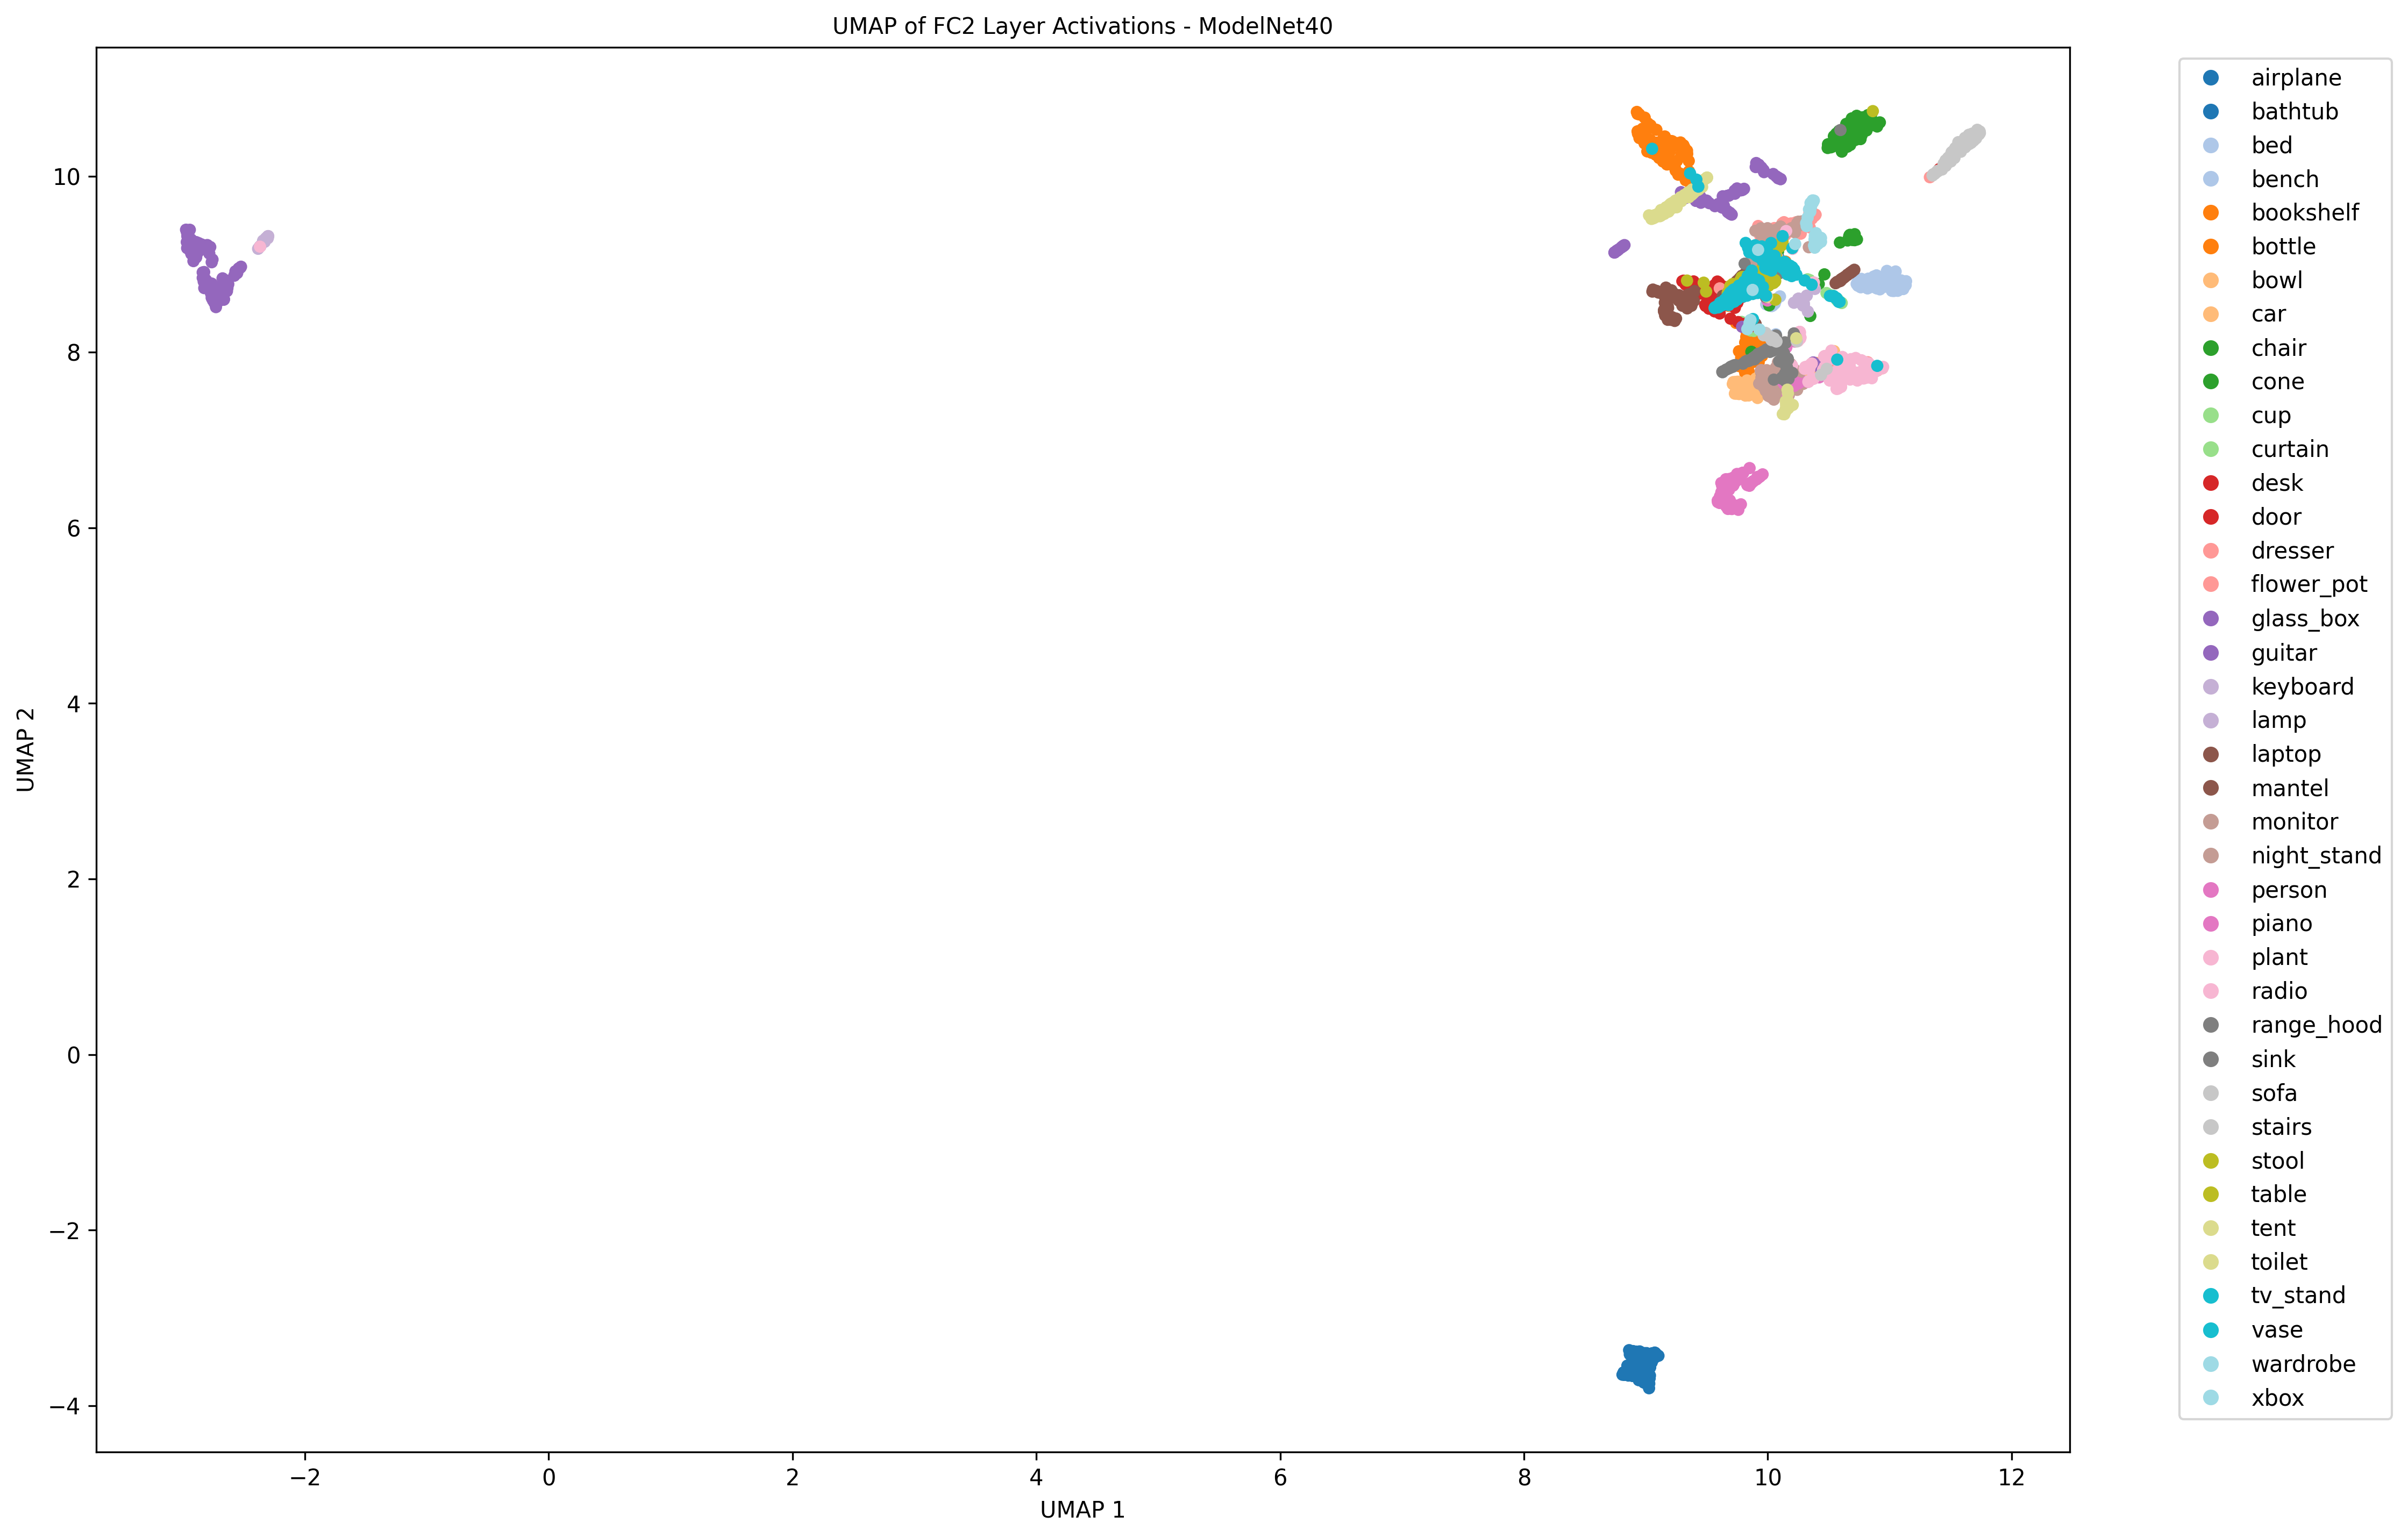 UMAP of FC2 Layer Activations - ModelNet40
10
8
6
4
2
0
−2
−4
UMAP 2
−2
0
2
4
6
8
10
12
UMAP 1
airplane
bathtub
bed
bench
bookshelf
bottle
bowl
car
chair
cone
cup
curtain
desk
door
dresser
flower_pot
glass_box
guitar
keyboard
lamp
laptop
mantel
monitor
night_stand
person
piano
plant
radio
range_hood
sink
sofa
stairs
stool
table
tent
toilet
tv_stand
vase
wardrobe
xbox